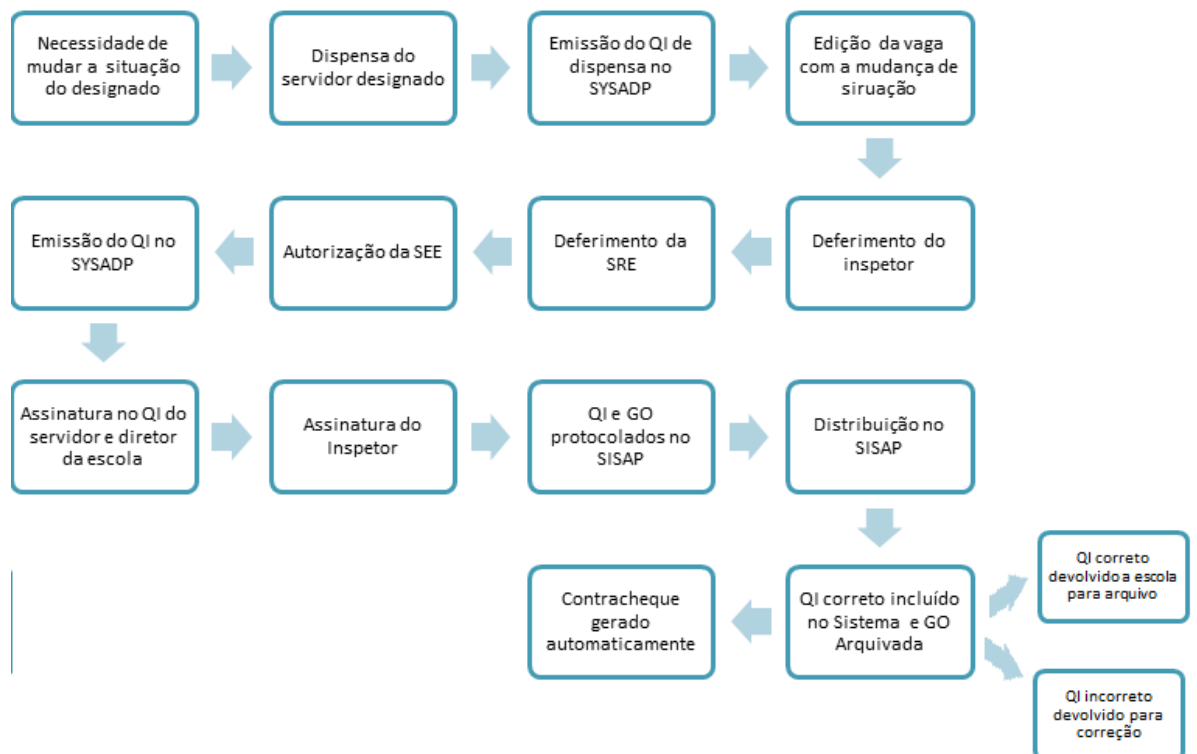 Necessidade de
mudar a situação
do designado
Dispensa do
servidor designado
Emissão do QI de
dispensa no
SYSADP
Edição da vaga
com a mudança de
siruação
Deferimento do
inspetor
Deferimento da
SRE
Autorização da SEE
Emissão do QI no
SYSADP
Assinatura no QI do
servidor e diretor
da escola
Assinatura do
Inspetor
QI e GO
protocolados no
SISAP
Distribuição no
SISAP
QI correto incluído
no Sistema e GO
Arquivada
Contracheque
gerado
automaticamente
QI correto
devolvido a escola
para arquivo
QI incorreto
devolvido para
correção